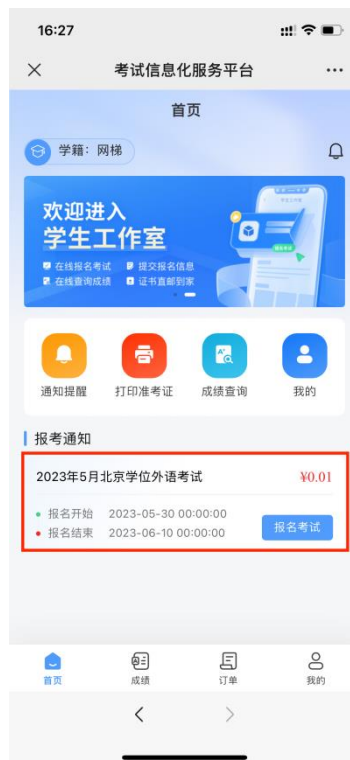 16:27
考试信息化服务平台
首页
学籍：网梯
欢迎进入
学生工作室
在线报名考试 提交报名信息
在线查询成绩 证书直邮到家
通知提醒 打印准考证 成绩查询 我的
报考通知
2023年5月北京学位外语考试 ¥0.01
报名开始 2023-05-30 00:00:00
报名结束 2023-06-10 00:00:00
报名考试
首页 成绩 订单 我的